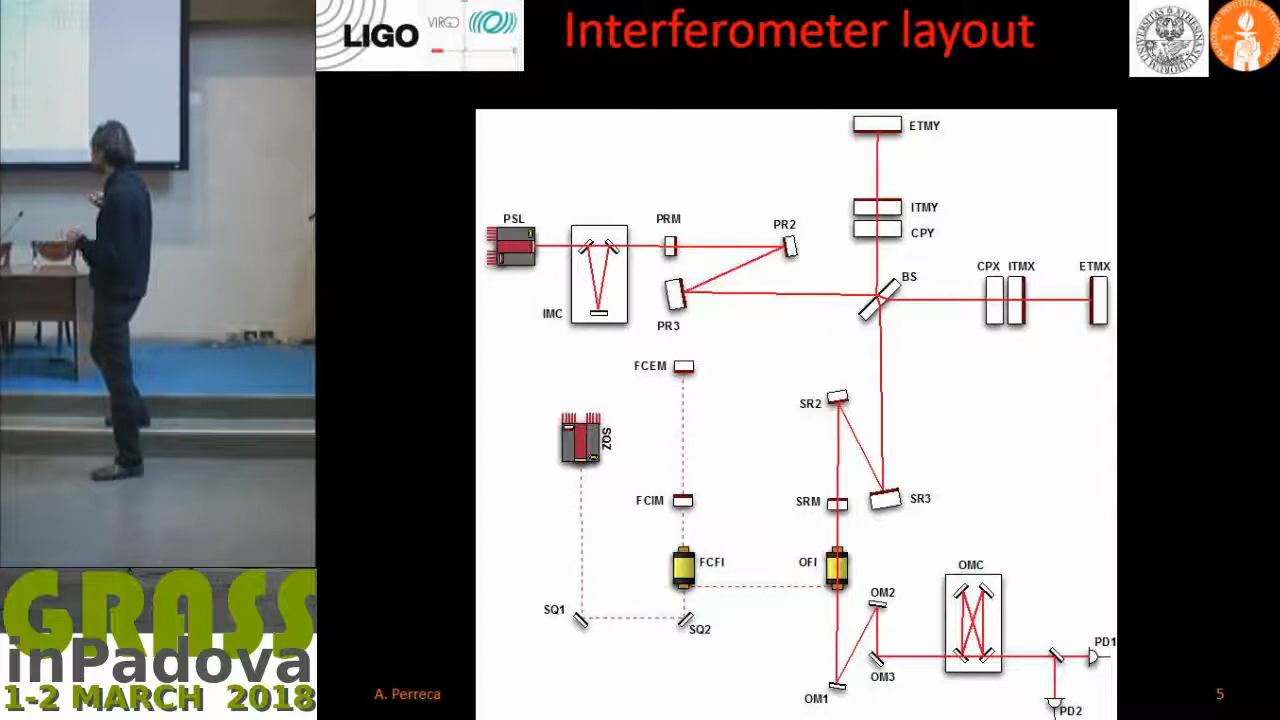 LIGO
VIRGO
Interferometer layout
ETMY
ITMY
CPY
PSL
PRM
PR2
BS
CPX
ITMX
ETMX
IMC
PR3
FCEM
SR2
SQZ
FCIM
SRM
SR3
FCFI
OFI
OMC
OM2
SQ1
SQ2
PD1
OM3
OM1
PD2
GRASS
inPadova
1-2 MARCH 2018
A. Perreca
5